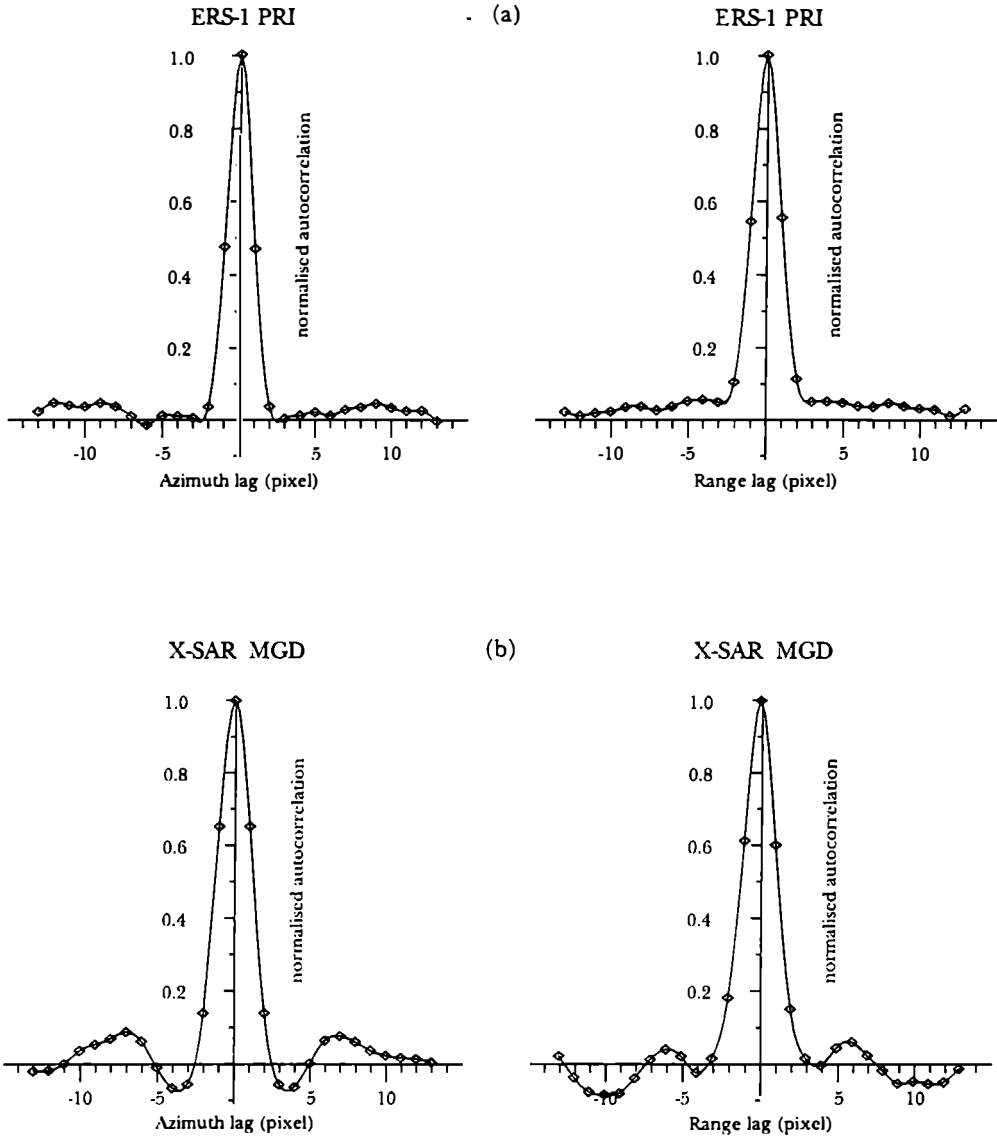 ERS-1 PRI
(a)
ERS-1 PRI
1.0
0.8
0.6
0.4
0.2
normalised autocorrelation
-10 -5 - 5 10
Azimuth lag (pixel)
1.0
0.8
0.6
0.4
0.2
normalised autocorrelation
-10 -5 - 5 10
Range lag (pixel)
X-SAR MGD
(b)
X-SAR MGD
1.0
0.8
0.6
0.4
0.2
normalised autocorrelation
-10 -5 - 5 10
Azimuth lag (pixel)
1.0
0.8
0.6
0.4
0.2
normalised autocorrelation
-10 -5 - 5 10
Range lag (pixel)